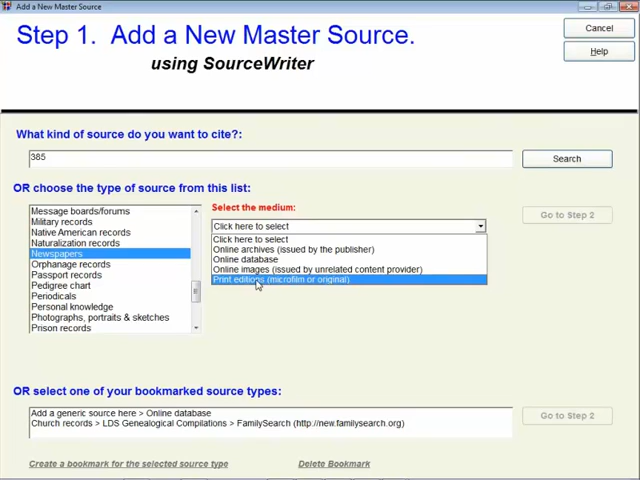 Add a New Master Source
Step 1. Add a New Master Source.
using SourceWriter
Cancel
Help
What kind of source do you want to cite?:
385
Search
OR choose the type of source from this list:
Message boards/forums
Military records
Native American records
Naturalization records
Newspapers
Orphanage records
Passport records
Pedigree chart
Periodicals
Personal knowledge
Photographs, portraits & sketches
Prison records
Select the medium:
Click here to select
Click here to select
Online archives (issued by the publisher)
Online database
Online images (issued by unrelated content provider)
Print editions (microfilm or original)
Go to Step 2
OR select one of your bookmarked source types:
Add a generic source here > Online database
Church records > LDS Genealogical Compilations > FamilySearch (http://new.familysearch.org)
Go to Step 2
Create a bookmark for the selected source type
Delete Bookmark